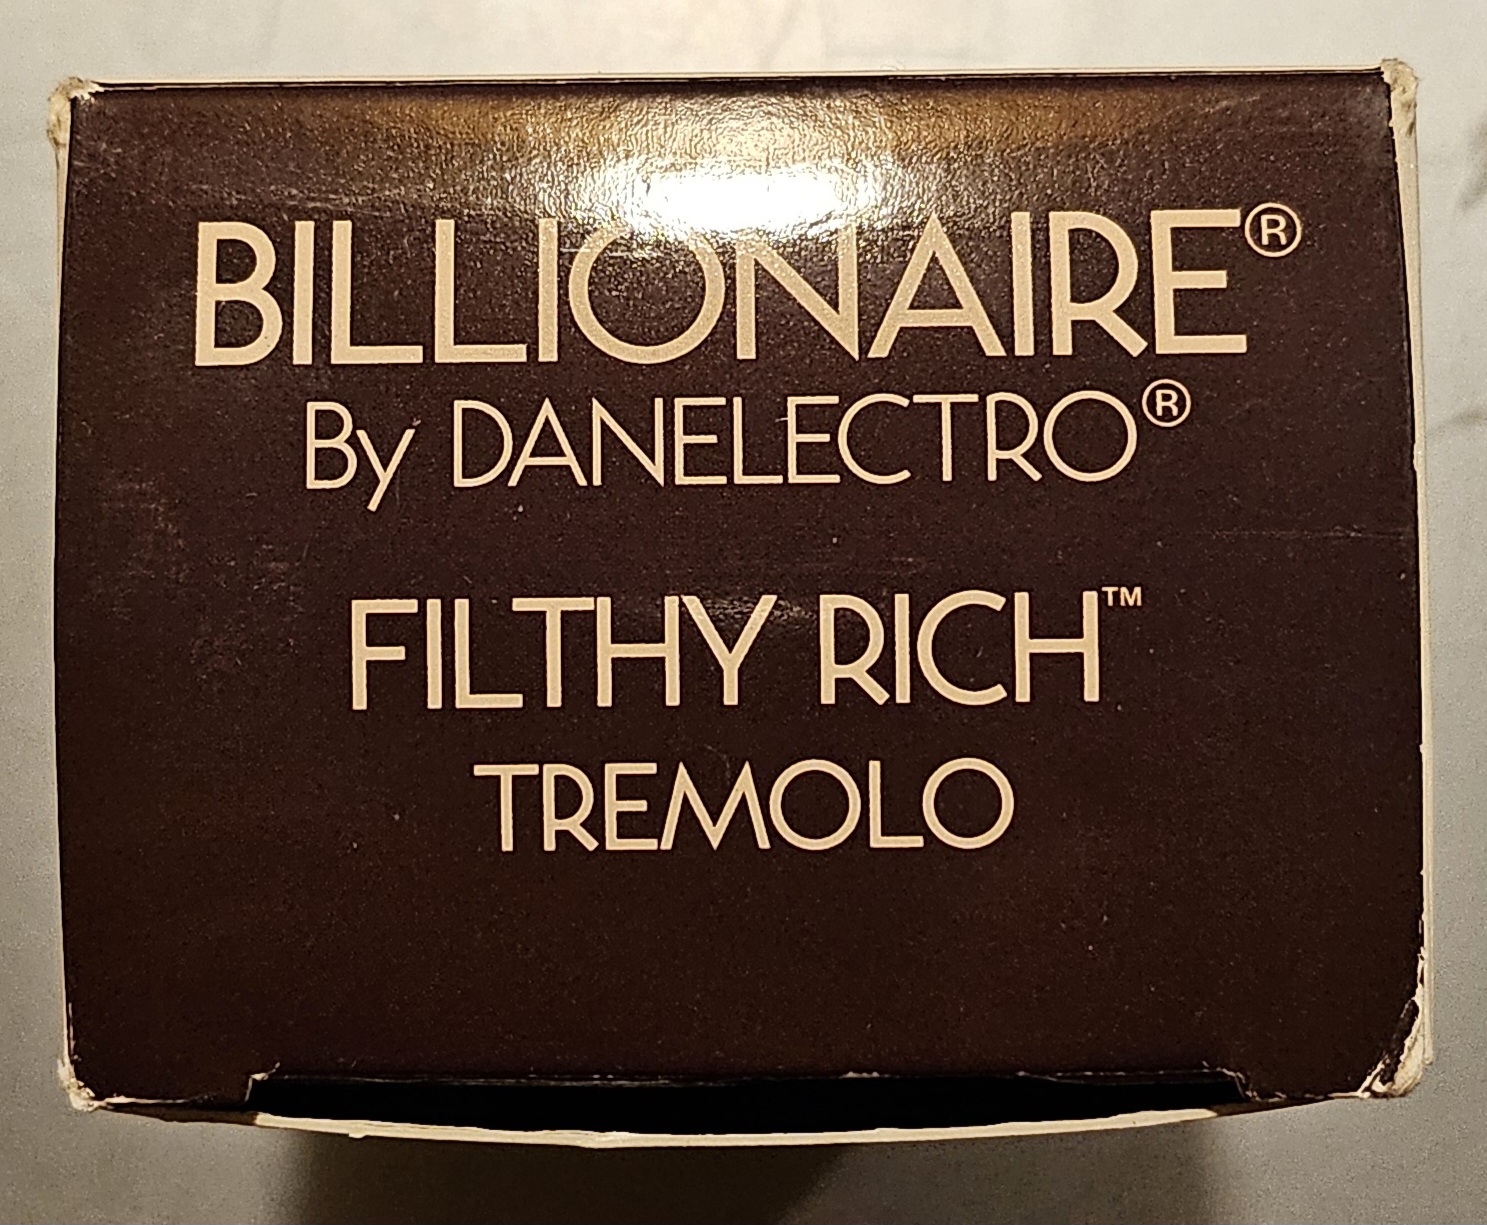 BILLIONAIRE®
By DANELECTRO®
FILTHY RICH™
TREMOLO